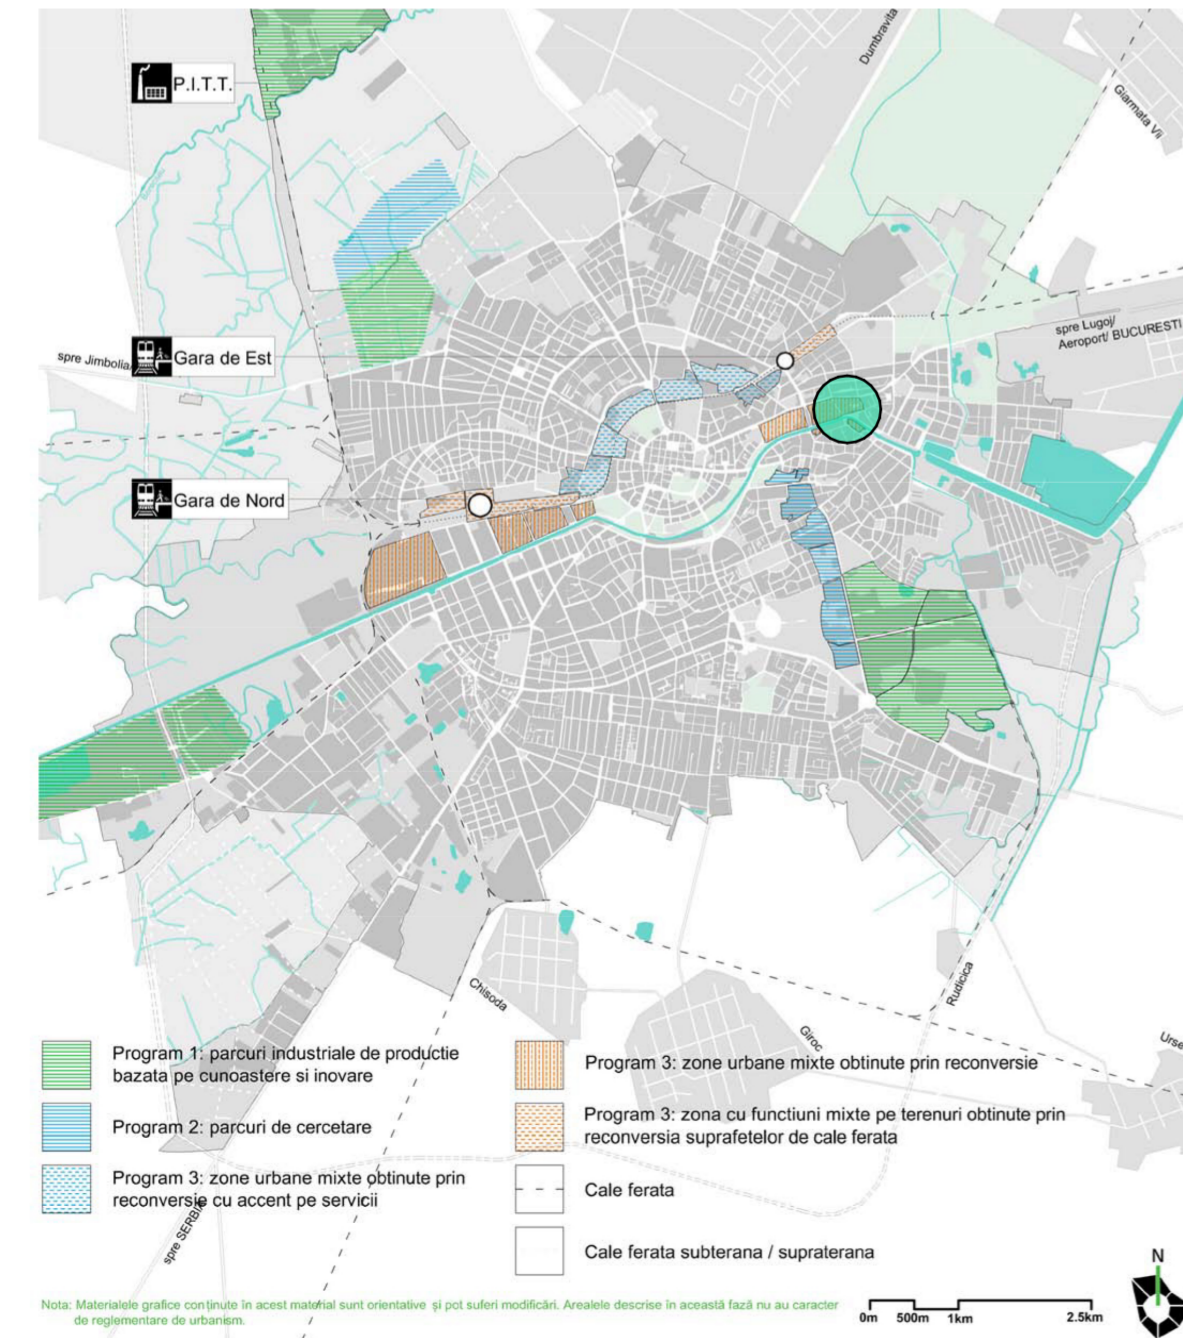 Dumbravita
P.I.T.T.
Giarmata Vii
spre Lugoj/
Aeroport/ BUCURESTI
spre Jimbolia/
Gara de Est
Gara de Nord
Chisoda
Giroc
Rudicica
Urse
Program 1: parcuri industriale de productie
bazata pe cunoastere si inovare
Program 2: parcuri de cercetare
Program 3: zone urbane mixte obtinute prin
reconversie cu accent pe servicii
spre SERBIA
Program 3: zone urbane mixte obtinute prin reconversie
Program 3: zona cu functiuni mixte pe terenuri obtinute prin
reconversia suprafetelor de cale ferata
Cale ferata
Cale ferata subterana / supraterana
N
Nota: Materialele grafice conținute în acest material sunt orientative și pot suferi modificări. Arealele descrise în această fază nu au caracter
de reglementare de urbanism.
0m 500m 1km 2.5km